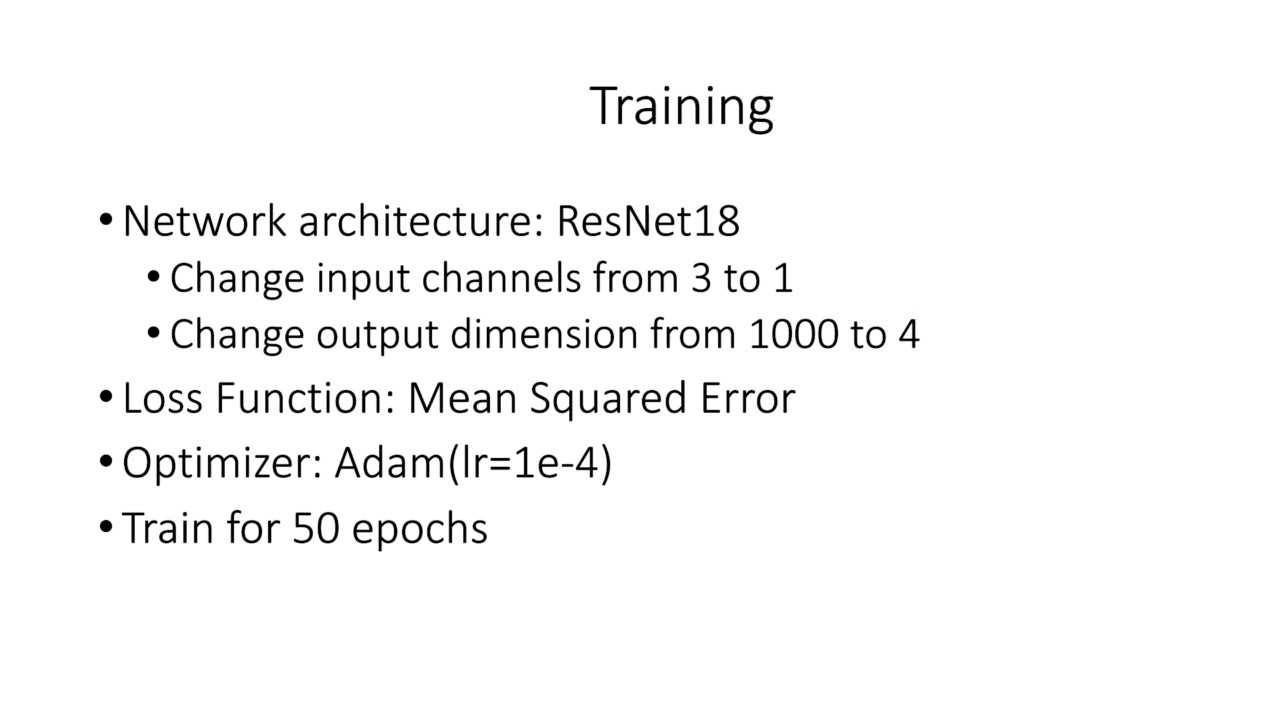 Training
• Network architecture: ResNet18
• Change input channels from 3 to 1
• Change output dimension from 1000 to 4
• Loss Function: Mean Squared Error
• Optimizer: Adam(lr=1e-4)
• Train for 50 epochs